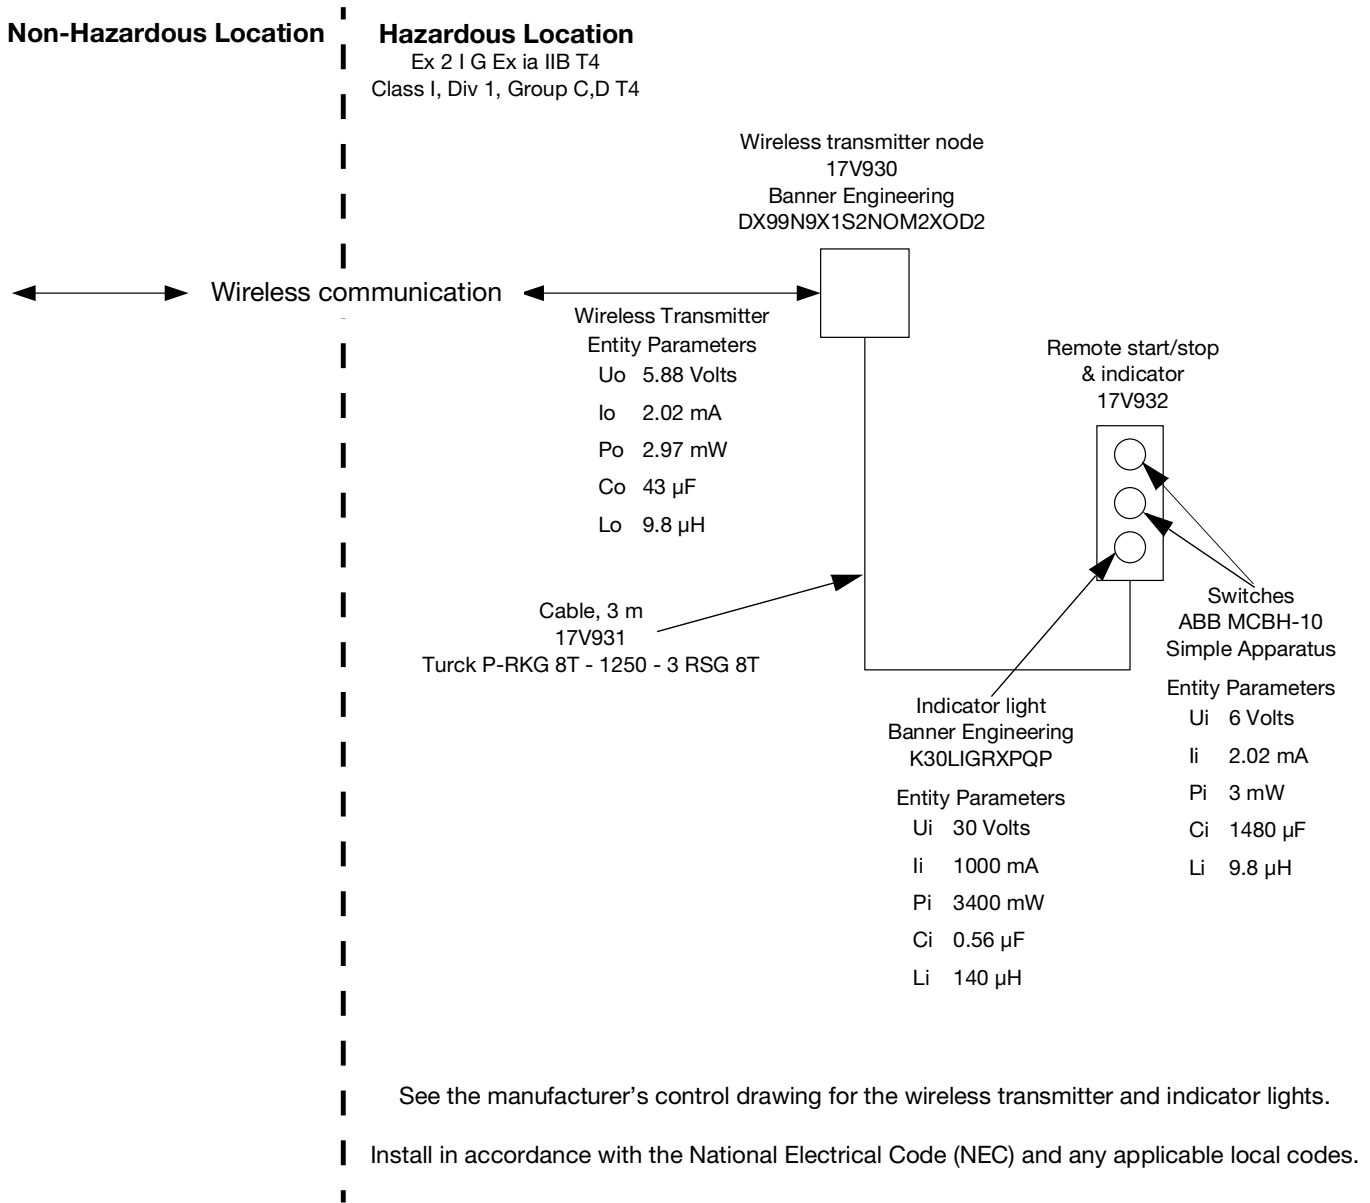 Non-Hazardous Location
Hazardous Location
Ex 2 I G Ex ia IIB T4
Class I, Div 1, Group C,D T4
Wireless transmitter node
17V930
Banner Engineering
DX99N9X1S2NOM2XOD2
Wireless communication
Wireless Transmitter
Entity Parameters
Uo 5.88 Volts
Io 2.02 mA
Po 2.97 mW
Co 43 µF
Lo 9.8 µH
Remote start/stop
& indicator
17V932
Cable, 3 m
17V931
Turck P-RKG 8T - 1250 - 3 RSG 8T
Switches
ABB MCBH-10
Simple Apparatus
Entity Parameters
Ui 6 Volts
Ii 2.02 mA
Pi 3 mW
Ci 1480 µF
Li 9.8 µH
Indicator light
Banner Engineering
K30LIGRXPQP
Entity Parameters
Ui 30 Volts
Ii 1000 mA
Pi 3400 mW
Ci 0.56 µF
Li 140 µH
See the manufacturer’s control drawing for the wireless transmitter and indicator lights.
Install in accordance with the National Electrical Code (NEC) and any applicable local codes.